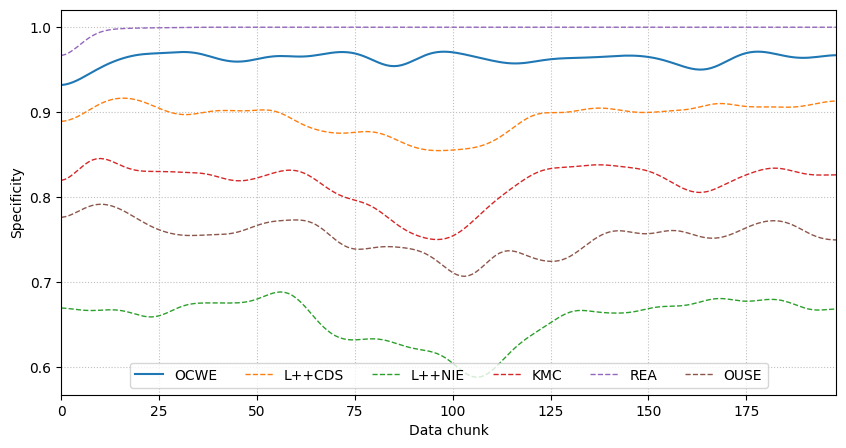 Specificity
1.0
0.9
0.8
0.7
0.6
OCWE L++CDS L++NIE KMC REA OUSE
0 25 50 75 100 125 150 175
Data chunk